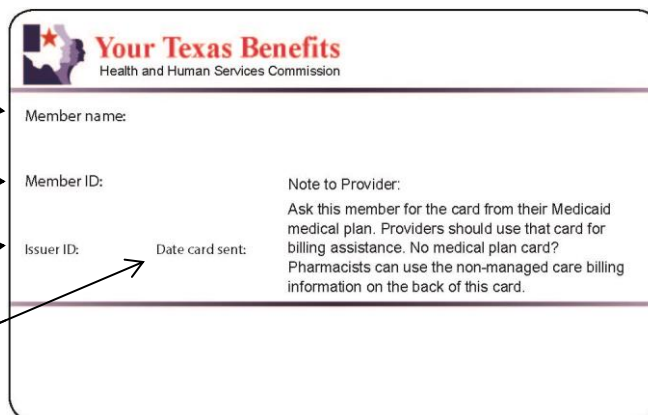 Your Texas Benefits
Health and Human Services Commission
Member name:
Member ID:
Note to Provider:
Ask this member for the card from their Medicaid
medical plan. Providers should use that card for
Issuer ID: Date card sent: billing assistance. No medical plan card?
Pharmacists can use the non-managed care billing
information on the back of this card.